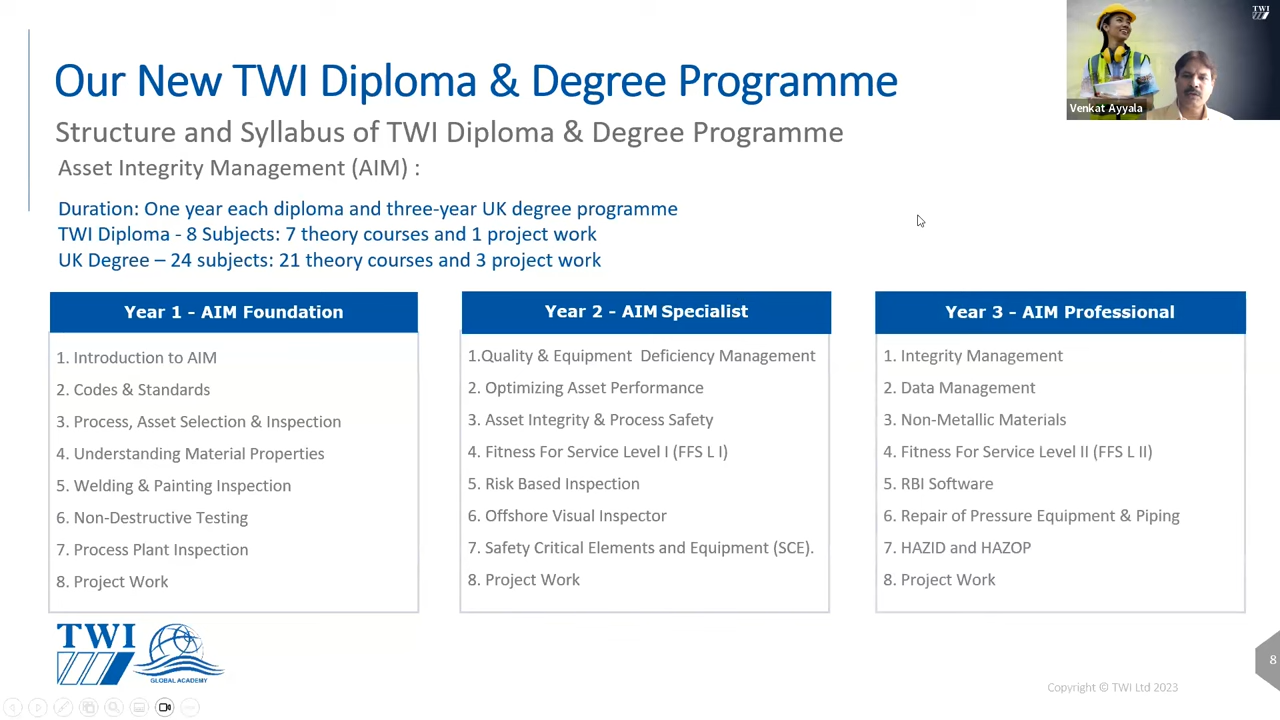 Our New TWI Diploma & Degree Programme
Structure and Syllabus of TWI Diploma & Degree Programme
Asset Integrity Management (AIM) :
Duration: One year each diploma and three-year UK degree programme
TWI Diploma - 8 Subjects: 7 theory courses and 1 project work
UK Degree – 24 subjects: 21 theory courses and 3 project work
Year 1 - AIM Foundation
1. Introduction to AIM
2. Codes & Standards
3. Process, Asset Selection & Inspection
4. Understanding Material Properties
5. Welding & Painting Inspection
6. Non-Destructive Testing
7. Process Plant Inspection
8. Project Work
Year 2 - AIM Specialist
1.Quality & Equipment Deficiency Management
2. Optimizing Asset Performance
3. Asset Integrity & Process Safety
4. Fitness For Service Level I (FFS L I)
5. Risk Based Inspection
6. Offshore Visual Inspector
7. Safety Critical Elements and Equipment (SCE).
8. Project Work
Year 3 - AIM Professional
1. Integrity Management
2. Data Management
3. Non-Metallic Materials
4. Fitness For Service Level II (FFS L II)
5. RBI Software
6. Repair of Pressure Equipment & Piping
7. HAZID and HAZOP
8. Project Work
TWI
Venkat Ayyala
TWI
GLOBAL ACADEMY
Copyright © TWI Ltd 2023
8